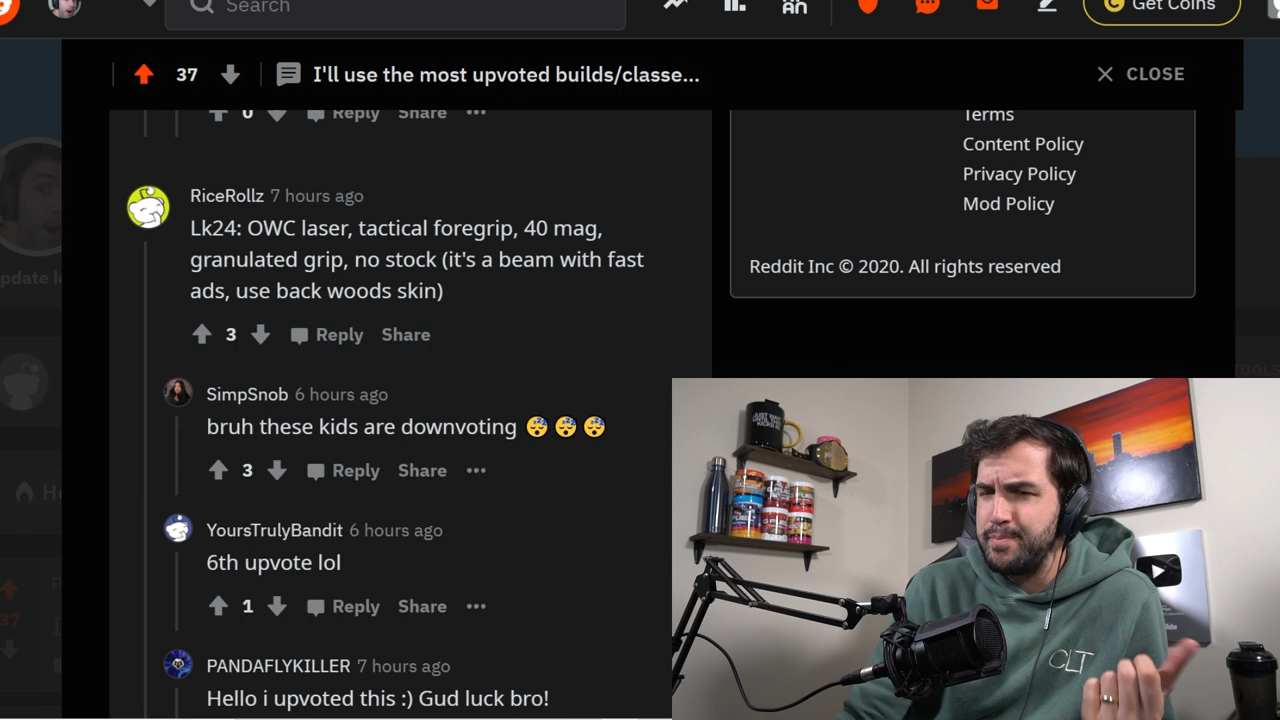 Search
Get Coins
37
I'll use the most upvoted builds/classe...
CLOSE
0
Reply
Share
Terms
Content Policy
Privacy Policy
Mod Policy
Reddit Inc © 2020. All rights reserved
RiceRollz 7 hours ago
Lk24: OWC laser, tactical foregrip, 40 mag,
granulated grip, no stock (it's a beam with fast
ads, use back woods skin)
3
Reply
Share
SimpSnob 6 hours ago
bruh these kids are downvoting 😴 😴 😴
3
Reply
Share
YoursTrulyBandit 6 hours ago
6th upvote lol
1
Reply
Share
PANDAFLYKILLER 7 hours ago
Hello i upvoted this :) Gud luck bro!
CLT